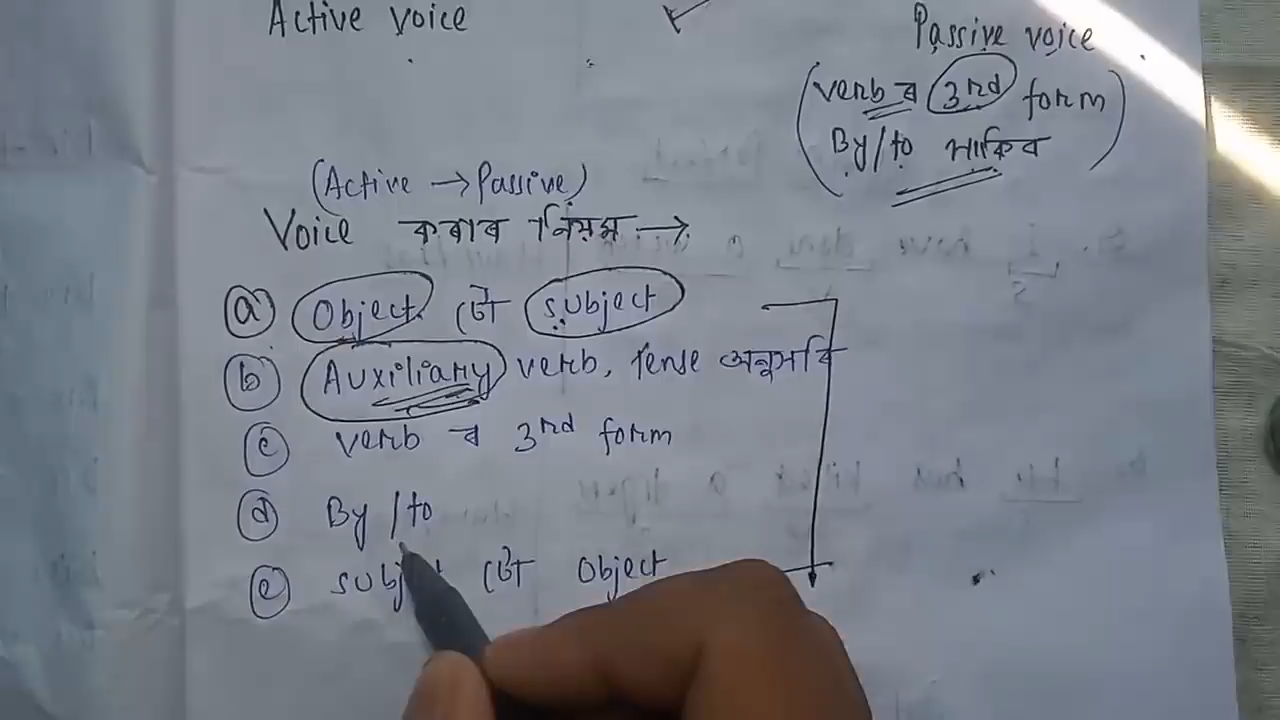 Active voice
Passive voice
(verb ৰ 3rd form
By/to থাকিব)
(Active → Passive)
Voice কৰাৰ নিয়ম →
(a) Object টো subject
(b) Auxiliary verb, tense অনুসৰি
(c) verb ৰ 3rd form
(d) By/to
(e) subject টো Object